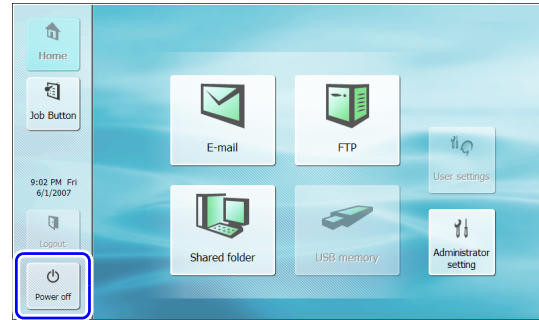 Home
Job Button
9:02 PM Fri
6/1/2007
Logout
Power off
E-mail
FTP
Shared folder
USB memory
User settings
Administrator
setting